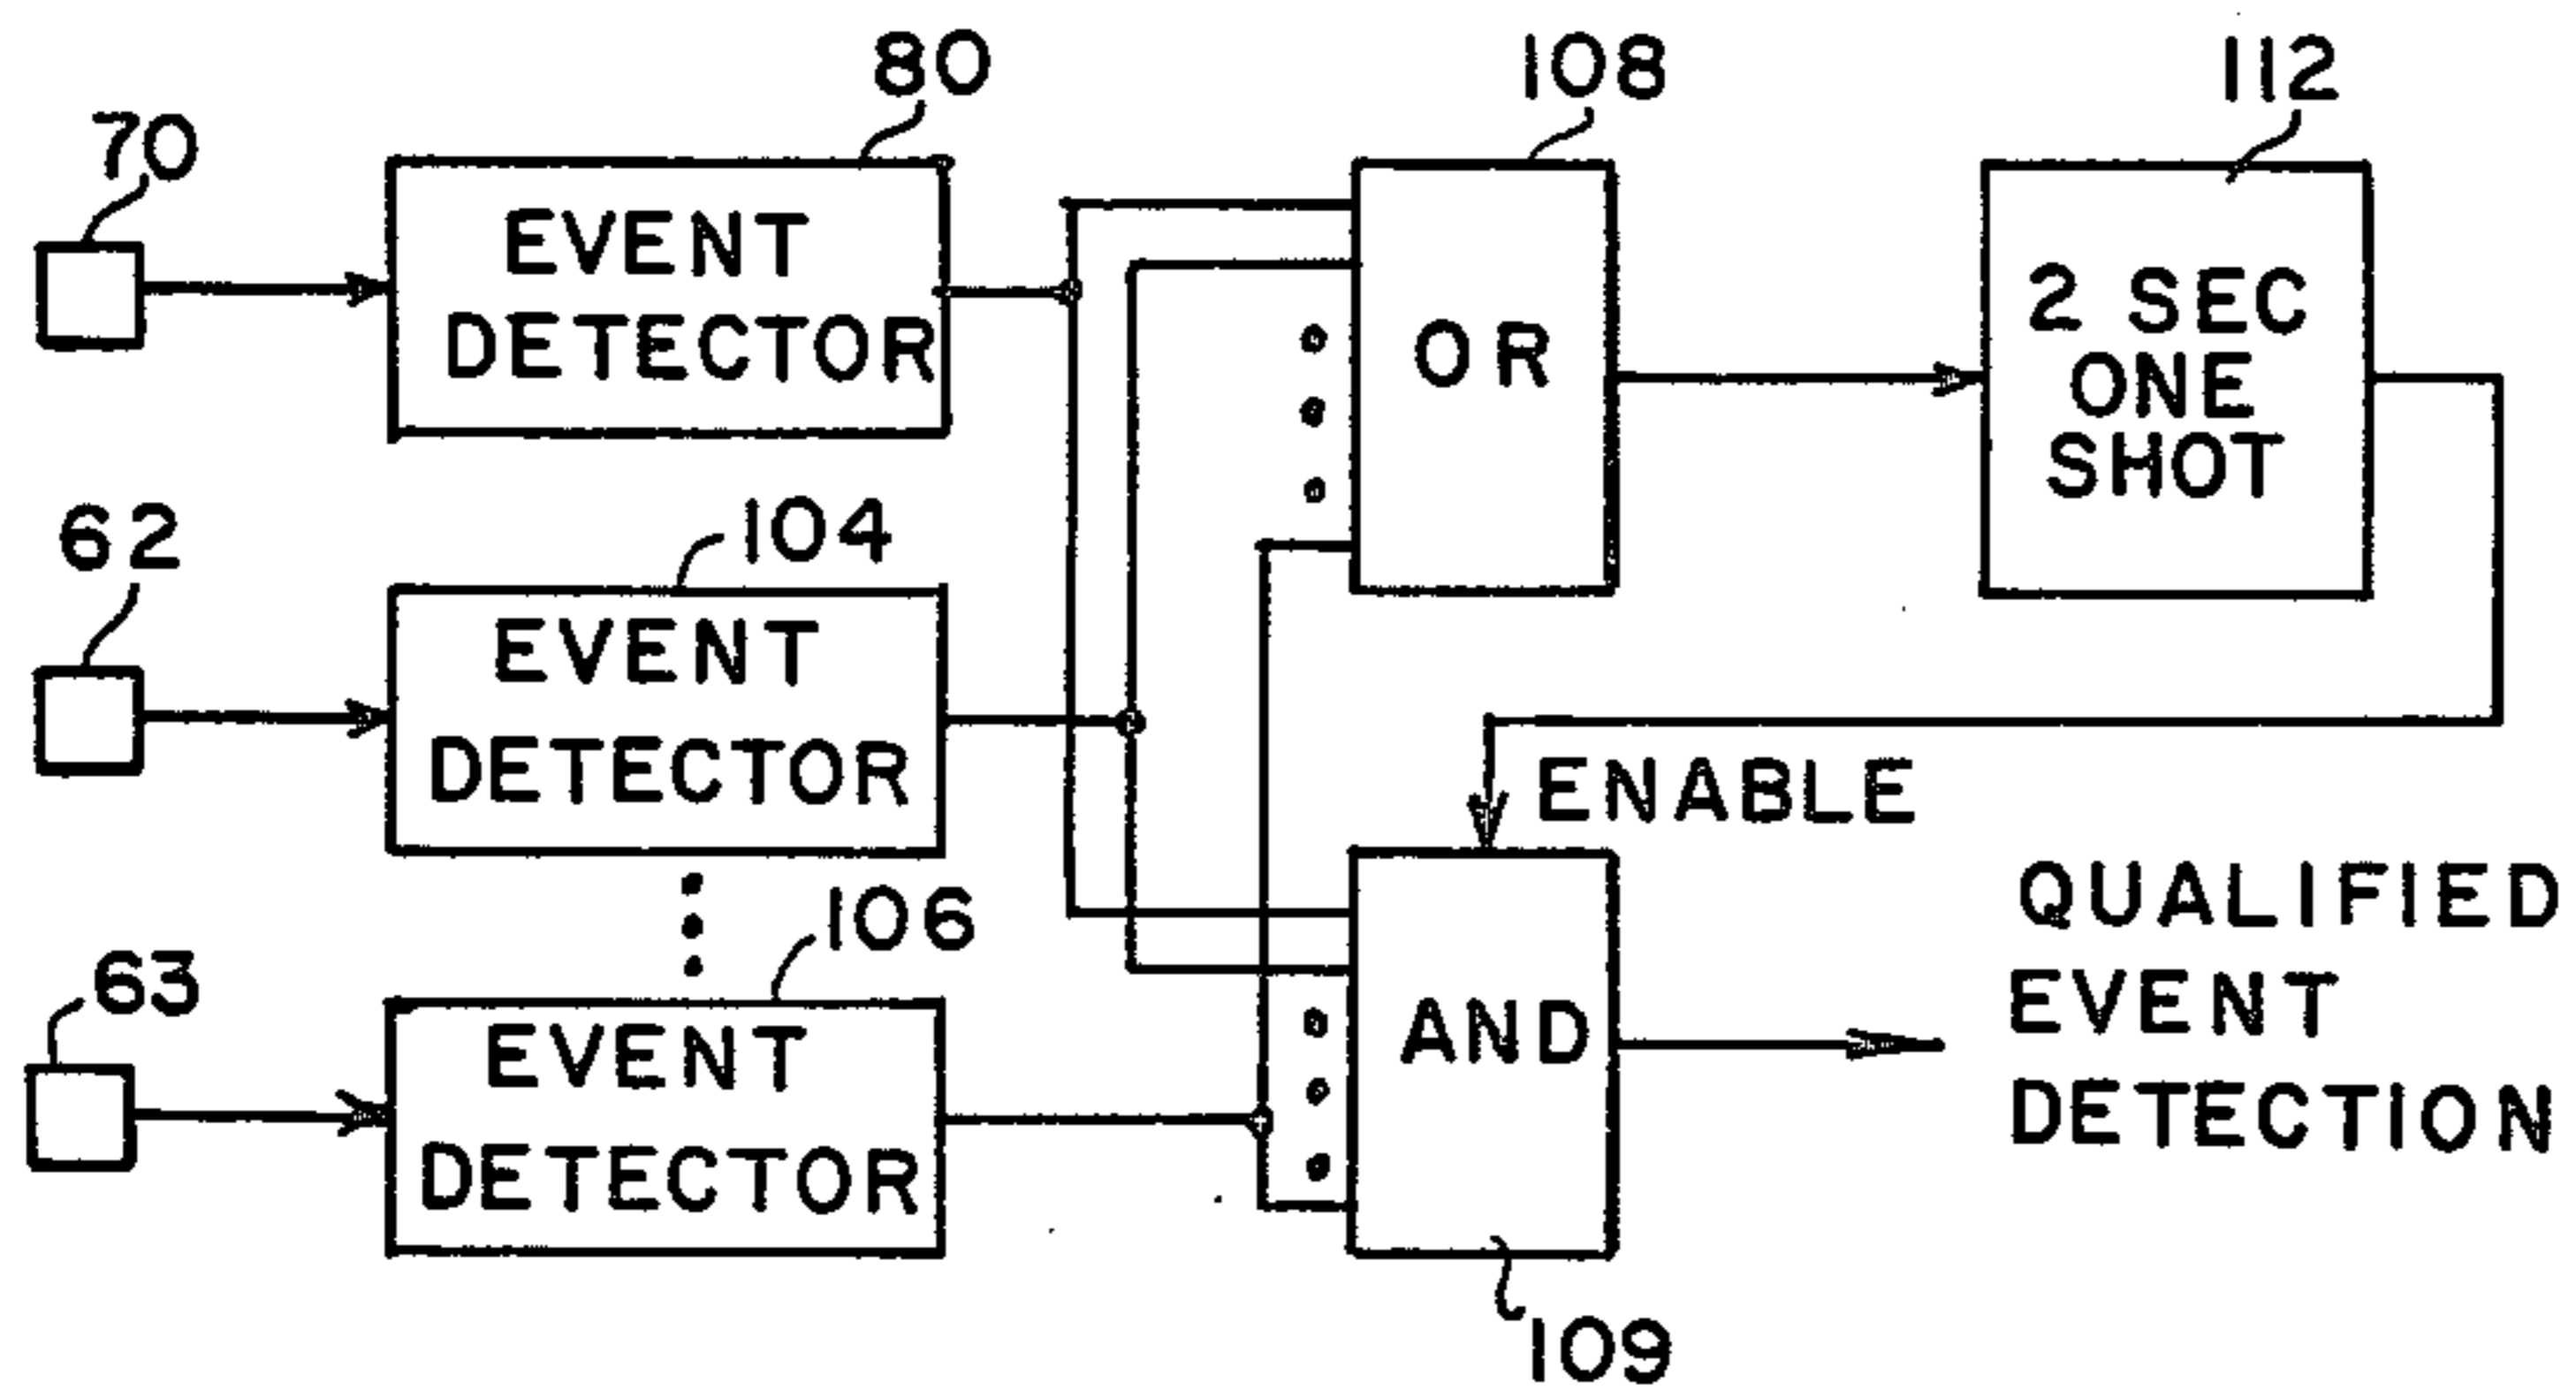 80
108
112
70
EVENT
DETECTOR
OR
2 SEC
ONE
SHOT
62
104
EVENT
DETECTOR
ENABLE
106
63
EVENT
DETECTOR
AND
QUALIFIED
EVENT
DETECTION
109